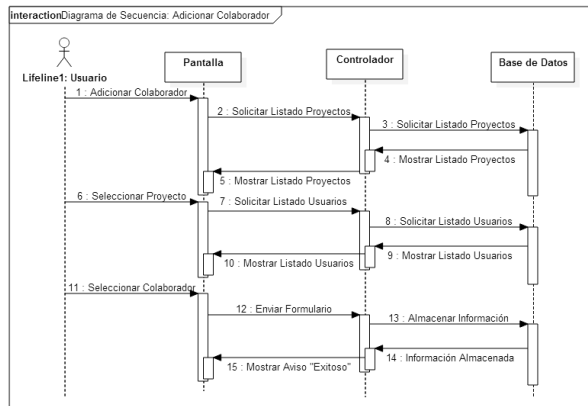 interactionDiagrama de Secuencia: Adicionar Colaborador
Pantalla
Controlador
Base de Datos
Lifeline1: Usuario
1 : Adicionar Colaborador
2 : Solicitar Listado Proyectos
3 : Solicitar Listado Proyectos
4 : Mostrar Listado Proyectos
5 : Mostrar Listado Proyectos
6 : Seleccionar Proyecto
7 : Solicitar Listado Usuarios
8 : Solicitar Listado Usuarios
9 : Mostrar Listado Usuarios
10 : Mostrar Listado Usuarios
11 : Seleccionar Colaborador
12 : Enviar Formulario
13 : Almacenar Información
14 : Información Almacenada
15 : Mostrar Aviso "Exitoso"